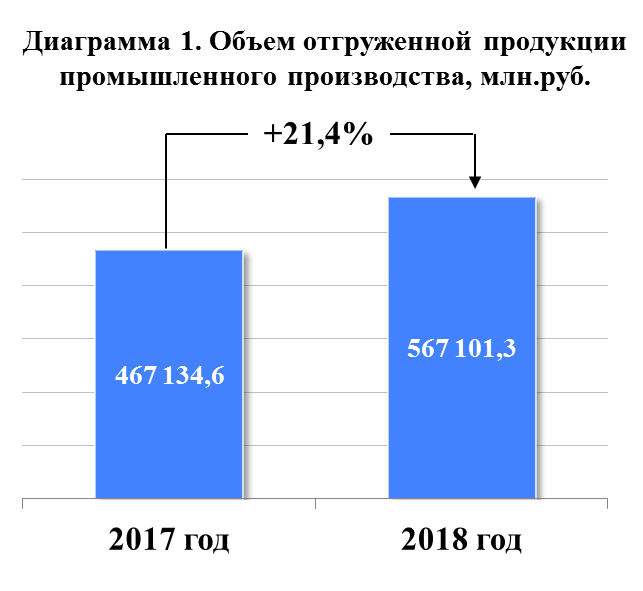 Диаграмма 1. Объем отгруженной продукции
промышленного производства, млн.руб.
+21,4%
467 134,6
567 101,3
2017 год
2018 год